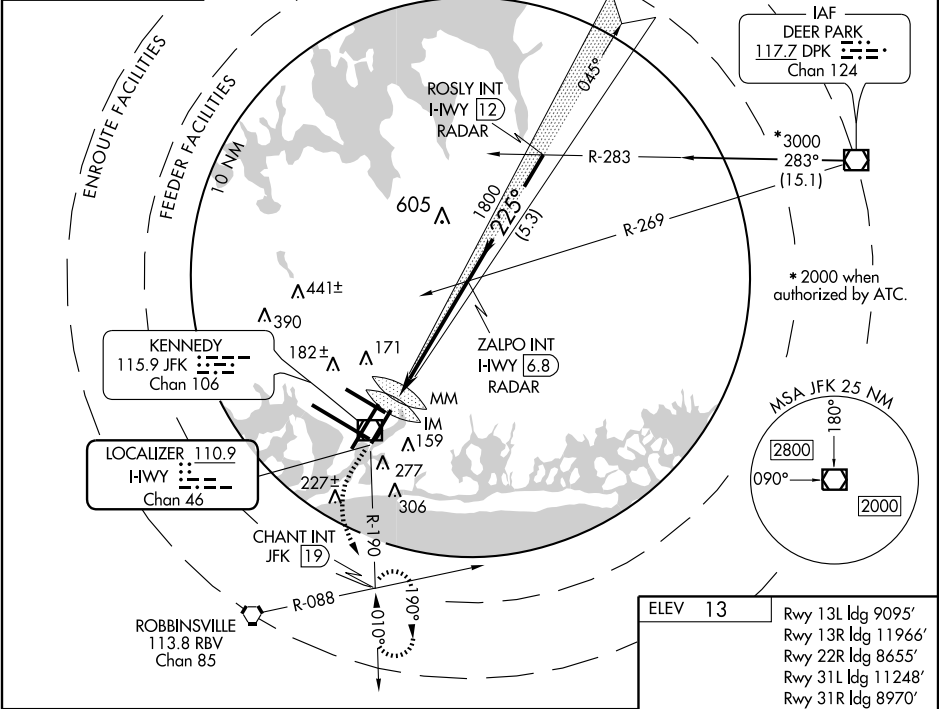 IAF
DEER PARK
117.7 DPK
Chan 124
ENROUTE FACILITIES
FEEDER FACILITIES
10 NM
ROSLY INT
I-IWY 12
RADAR
045°
R-283
*3000
283°
(15.1)
605
1800
225°
(5.3)
R-269
* 2000 when
authorized by ATC.
441±
390
KENNEDY
115.9 JFK
Chan 106
182±
171
ZALPO INT
I-IWY 6.8
RADAR
MM
IM
159
277
306
227±
LOCALIZER 110.9
I-IWY
Chan 46
MSA JFK 25 NM
180°
2800
090°
2000
CHANT INT
JFK 19
R-190
R-088
190°
010°
ROBBINSVILLE
113.8 RBV
Chan 85
ELEV 13
Rwy 13L ldg 9095'
Rwy 13R ldg 11966'
Rwy 22R ldg 8655'
Rwy 31L ldg 11248'
Rwy 31R ldg 8970'